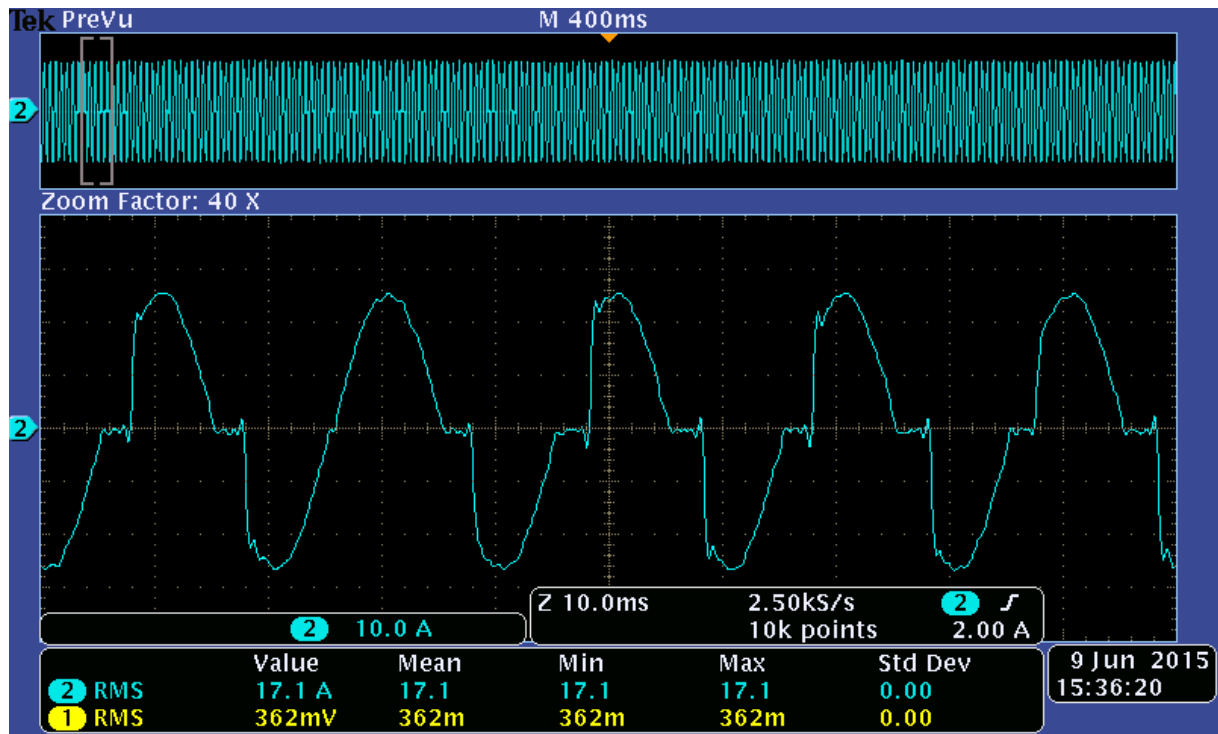 Tek PreVu M 400ms
2
Zoom Factor: 40 X
2
Z 10.0ms 2.50kS/s 2
2 10.0 A 10k points 2.00 A
Value Mean Min Max Std Dev
2 RMS 17.1 A 17.1 17.1 17.1 0.00
1 RMS 362mV 362m 362m 362m 0.00
9 Jun 2015
15:36:20